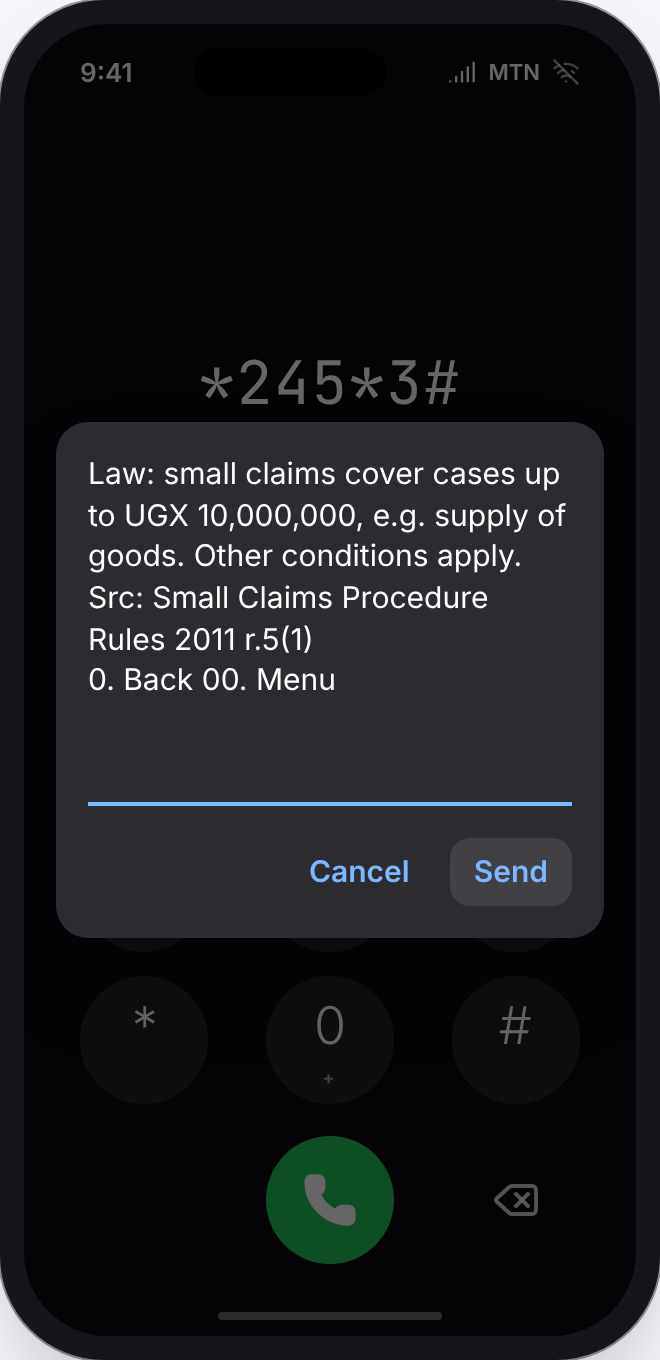 9:41 MTN
*245*3#
Law: small claims cover cases up
to UGX 10,000,000, e.g. supply of
goods. Other conditions apply.
Src: Small Claims Procedure
Rules 2011 r.5(1)
0. Back 00. Menu
Cancel Send
* 0 #
+